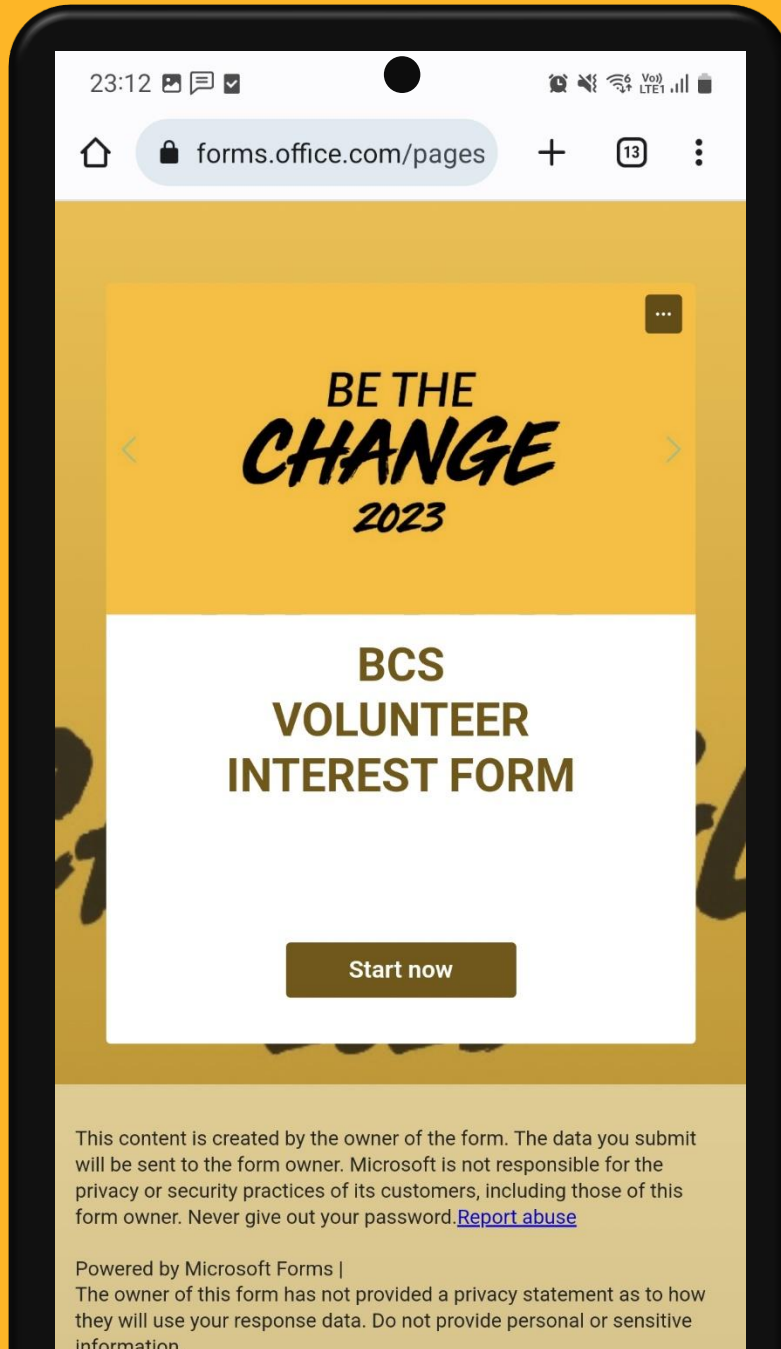 23:12
Vo))
LTE1
forms.office.com/pages
13
BE THE
CHANGE
2023
BCS
VOLUNTEER
INTEREST FORM
Start now
This content is created by the owner of the form. The data you submit
will be sent to the form owner. Microsoft is not responsible for the
privacy or security practices of its customers, including those of this
form owner. Never give out your password.Report abuse
Powered by Microsoft Forms |
The owner of this form has not provided a privacy statement as to how
they will use your response data. Do not provide personal or sensitive
information